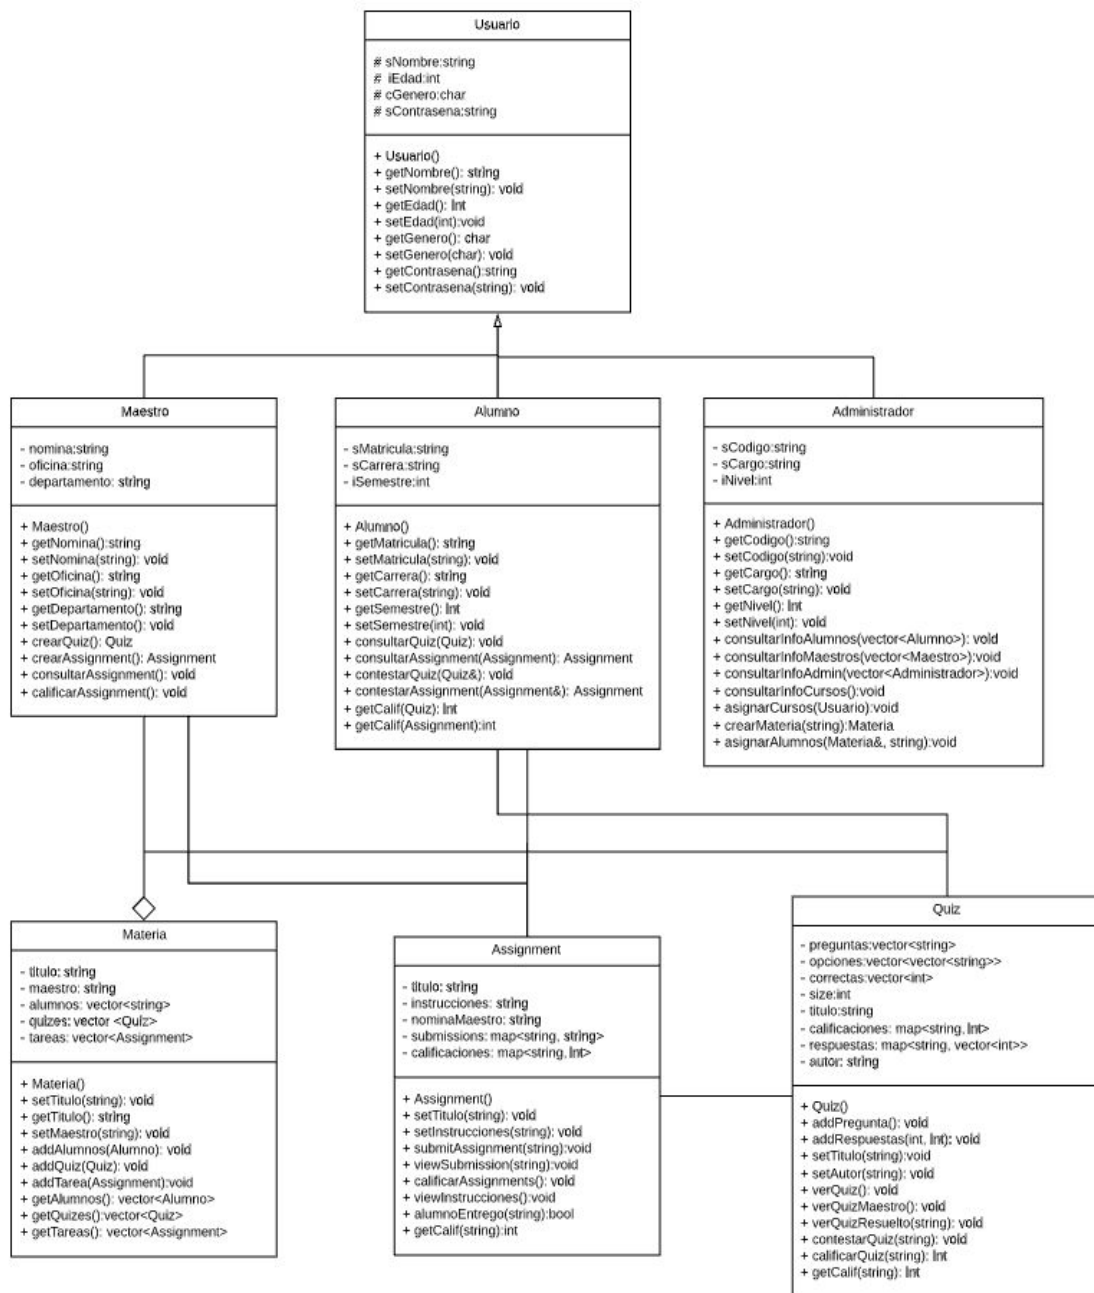 Usuario
# sNombre:string
# iEdad:int
# cGenero:char
# sContrasena:string
+ Usuario()
+ getNombre(): string
+ setNombre(string): void
+ getEdad(): Int
+ setEdad(int):void
+ getGenero(): char
+ setGenero(char): void
+ getContrasena():string
+ setContrasena(string): void
Maestro
- nomina:string
- oficina:string
- departamento: string
+ Maestro()
+ getNomina():string
+ setNomina(string): void
+ getOficina(): string
+ setOficina(string): void
+ getDepartamento(): string
+ setDepartamento(): void
+ crearQuiz(): Quiz
+ crearAssignment(): Assignment
+ consultarAssignment(): void
+ calificarAssignment(): void
Alumno
- sMatricula:string
- sCarrera:string
- iSemestre:int
+ Alumno()
+ getMatricula(): string
+ setMatricula(string): void
+ getCarrera(): string
+ setCarrera(string): void
+ getSemestre(): Int
+ setSemestre(int): void
+ consultarQuiz(Quiz): void
+ consultarAssignment(Assignment): Assignment
+ contestarQuiz(Quiz&): void
+ contestarAssignment(Assignment&): Assignment
+ getCalif(Quiz): Int
+ getCalif(Assignment):int
Administrador
- sCodigo:string
- sCargo:string
- iNivel:int
+ Administrador()
+ getCodigo():string
+ setCodigo(string):void
+ getCargo(): string
+ setCargo(string): void
+ getNivel(): Int
+ setNivel(int): void
+ consultarInfoAlumnos(vector<Alumno>): void
+ consultarInfoMaestros(vector<Maestro>):void
+ consultarInfoAdmin(vector<Administrador>):void
+ consultarInfoCursos():void
+ asignarCursos(Usuario):void
+ crearMateria(string):Materia
+ asignarAlumnos(Materia&, string):void
Materia
- titulo: string
- maestro: string
- alumnos: vector<string>
- quizes: vector <Quiz>
- tareas: vector<Assignment>
+ Materia()
+ setTitulo(string): void
+ getTitulo(): string
+ setMaestro(string): void
+ addAlumnos(Alumno): void
+ addQuiz(Quiz): void
+ addTarea(Assignment):void
+ getAlumnos(): vector<Alumno>
+ getQuizes():vector<Quiz>
+ getTareas(): vector<Assignment>
Assignment
- titulo: string
- instrucciones: string
- nominaMaestro: string
- submissions: map<string, string>
- calificaciones: map<string, Int>
+ Assignment()
+ setTitulo(string): void
+ setInstrucciones(string): void
+ submitAssignment(string):void
+ viewSubmission(string):void
+ calificarAssignments(): void
+ viewInstrucciones():void
+ alumnoEntrego(string):bool
+ getCalif(string):int
Quiz
- preguntas:vector<string>
- opciones:vector<vector<string>>
- correctas:vector<int>
- size:int
- titulo:string
- calificaciones: map<string, Int>
- respuestas: map<string, vector<int>>
- autor: string
+ Quiz()
+ addPregunta(): void
+ addRespuestas(int, Int): void
+ setTitulo(string):void
+ setAutor(string): void
+ verQuiz(): void
+ verQuizMaestro(): void
+ verQuizResuelto(string): void
+ contestarQuiz(string): void
+ calificarQuiz(string): Int
+ getCalif(string): Int